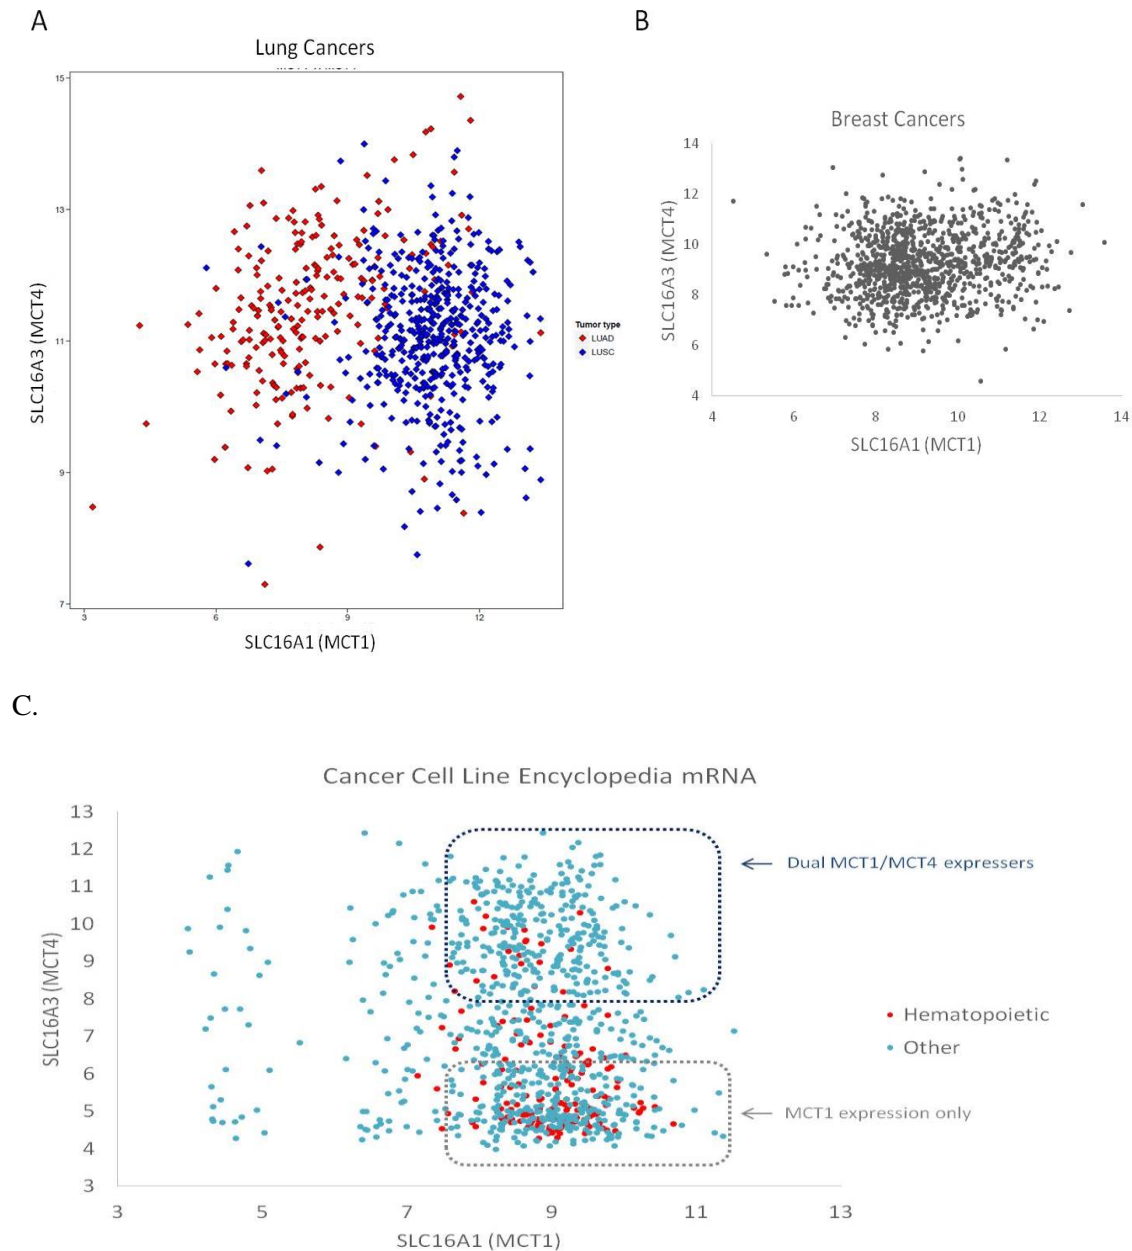 A
B
Lung Cancers
15
13
11
9
7
SLC16A3 (MCT4)
3
6
9
12
SLC16A1 (MCT1)
Tumor type
LUAD
LUSC
Breast Cancers
14
12
10
8
6
4
SLC16A3 (MCT4)
4
6
8
10
12
14
SLC16A1 (MCT1)
C.
Cancer Cell Line Encyclopedia mRNA
13
12
11
10
9
8
7
6
5
4
3
SLC16A3 (MCT4)
Dual MCT1/MCT4 expressers
Hematopoietic
Other
MCT1 expression only
3
5
7
9
11
13
SLC16A1 (MCT1)